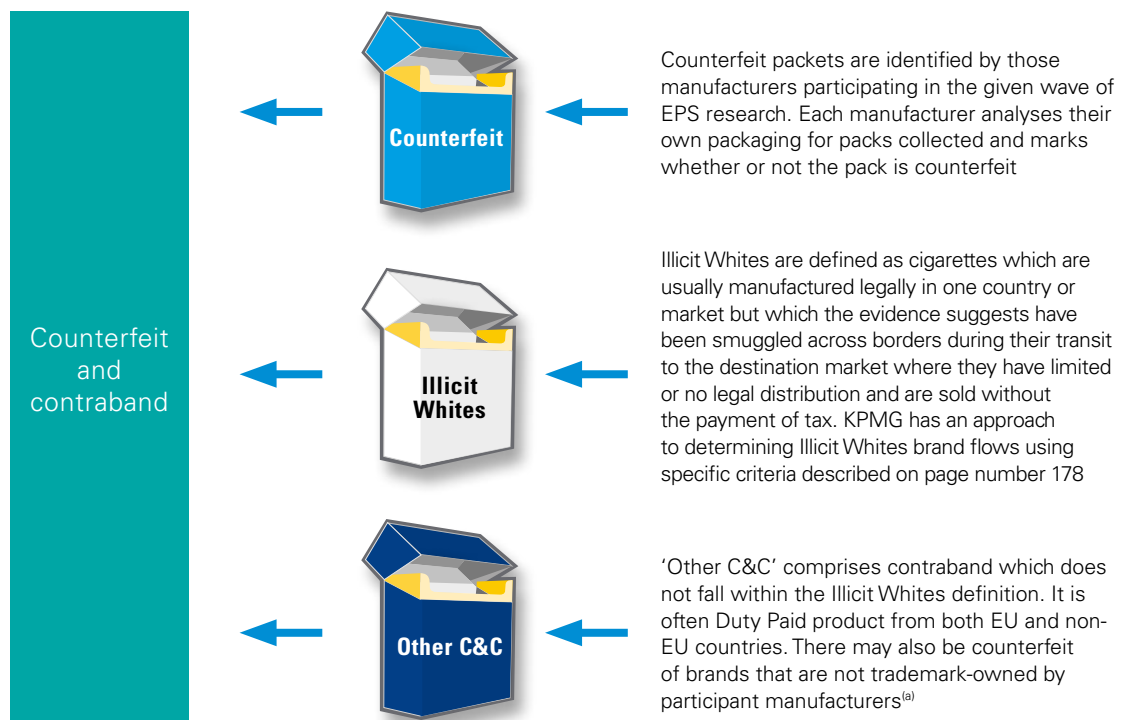 Counterfeit
and
contraband
Counterfeit
Counterfeit packets are identified by those
manufacturers participating in the given wave of
EPS research. Each manufacturer analyses their
own packaging for packs collected and marks
whether or not the pack is counterfeit
Illicit
Whites
Illicit Whites are defined as cigarettes which are
usually manufactured legally in one country or
market but which the evidence suggests have
been smuggled across borders during their transit
to the destination market where they have limited
or no legal distribution and are sold without
the payment of tax. KPMG has an approach
to determining Illicit Whites brand flows using
specific criteria described on page number 178
Other C&C
‘Other C&C’ comprises contraband which does
not fall within the Illicit Whites definition. It is
often Duty Paid product from both EU and non-
EU countries. There may also be counterfeit
of brands that are not trademark-owned by
participant manufacturers(a)